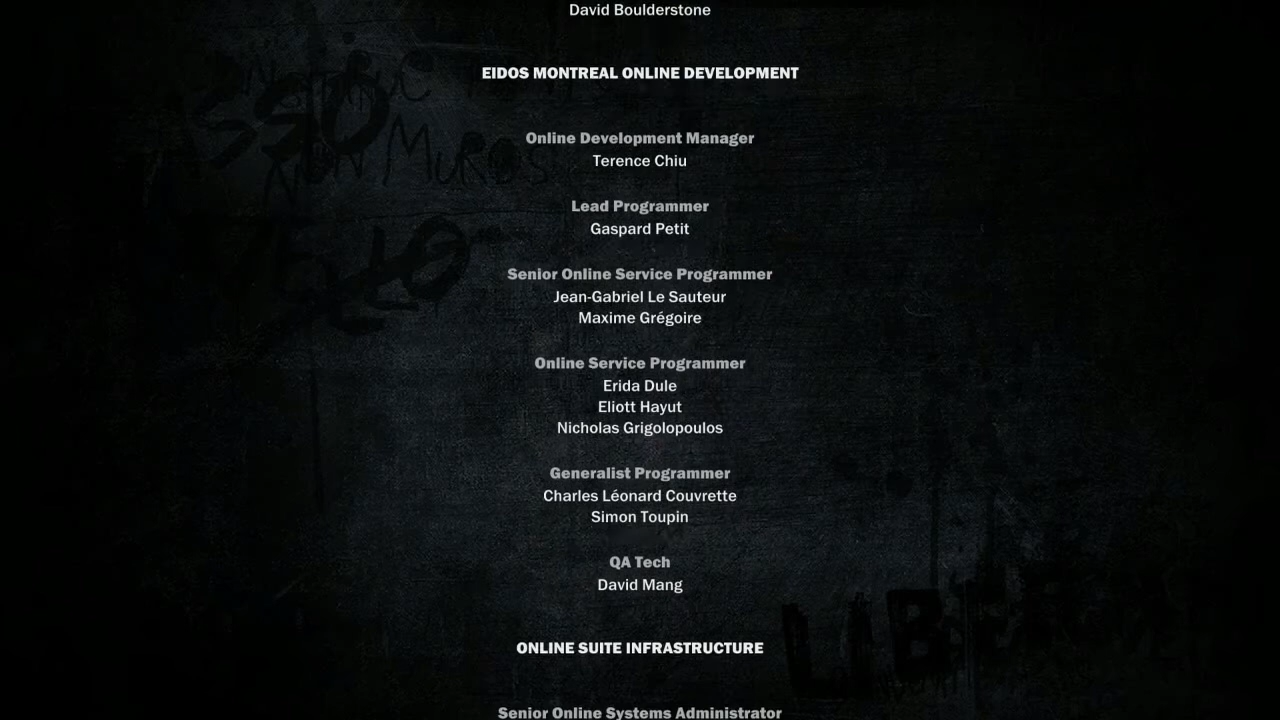 David Boulderstone
EIDOS MONTREAL ONLINE DEVELOPMENT
Online Development Manager
Terence Chiu
Lead Programmer
Gaspard Petit
Senior Online Service Programmer
Jean-Gabriel Le Sauteur
Maxime Grégoire
Online Service Programmer
Erida Dule
Eliott Hayut
Nicholas Grigolopoulos
Generalist Programmer
Charles Léonard Couvrette
Simon Toupin
QA Tech
David Mang
ONLINE SUITE INFRASTRUCTURE
Senior Online Systems Administrator